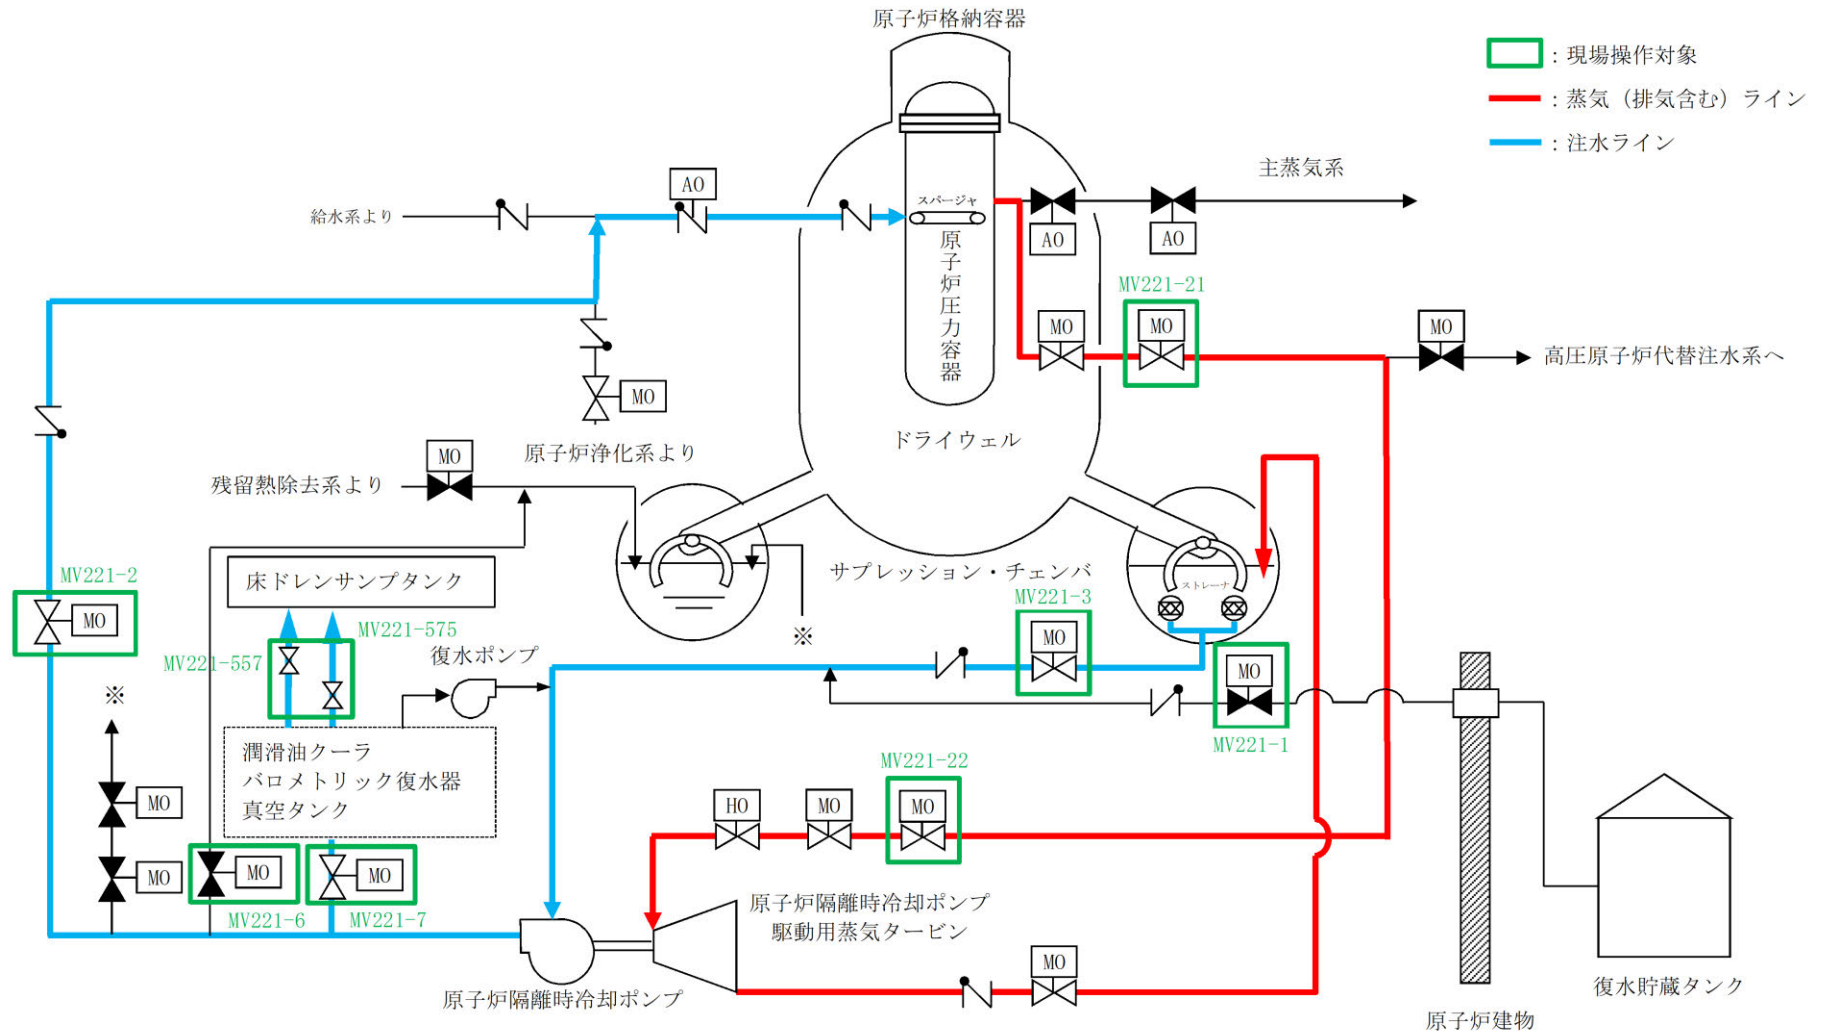 原子炉格納容器
：現場操作対象
：蒸気（排気含む）ライン
：注水ライン
主蒸気系
AO
給水系より
スパージャ
原子炉圧力容器
AO
AO
MV221-21
MO
MO
MO
高圧原子炉代替注水系へ
MO
原子炉浄化系より
ドライウェル
MO
残留熱除去系より
MV221-2
MO
床ドレンサンプタンク
サプレッション・チェンバ
ストレーナ
MV221-3
MO
※
MV221-575
MV221-557
復水ポンプ
MO
MV221-1
※
潤滑油クーラ
バロメトリック復水器
真空タンク
MV221-22
HO
MO
MO
MO
MO
MO
MO
MV221-6
MV221-7
原子炉隔離時冷却ポンプ
駆動用蒸気タービン
MO
原子炉隔離時冷却ポンプ
復水貯蔵タンク
原子炉建物